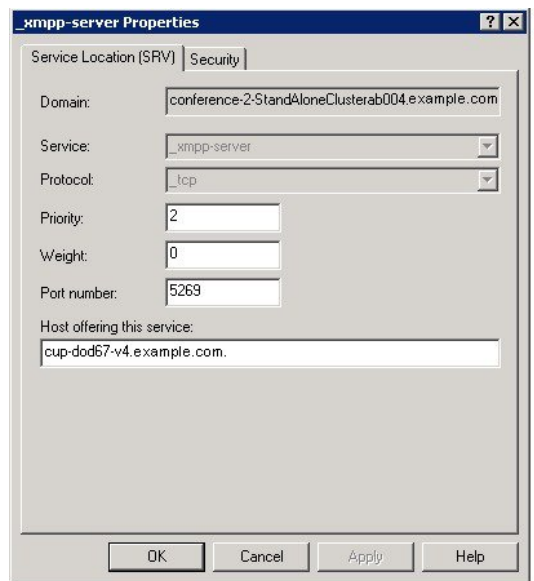 _xmpp-server Properties
Service Location (SRV) Security
Domain: conference-2-StandAloneClusterab004.example.com
Service: _xmpp-server
Protocol: _tcp
Priority: 2
Weight: 0
Port number: 5269
Host offering this service:
cup-dod67-v4.example.com.
OK Cancel Apply Help